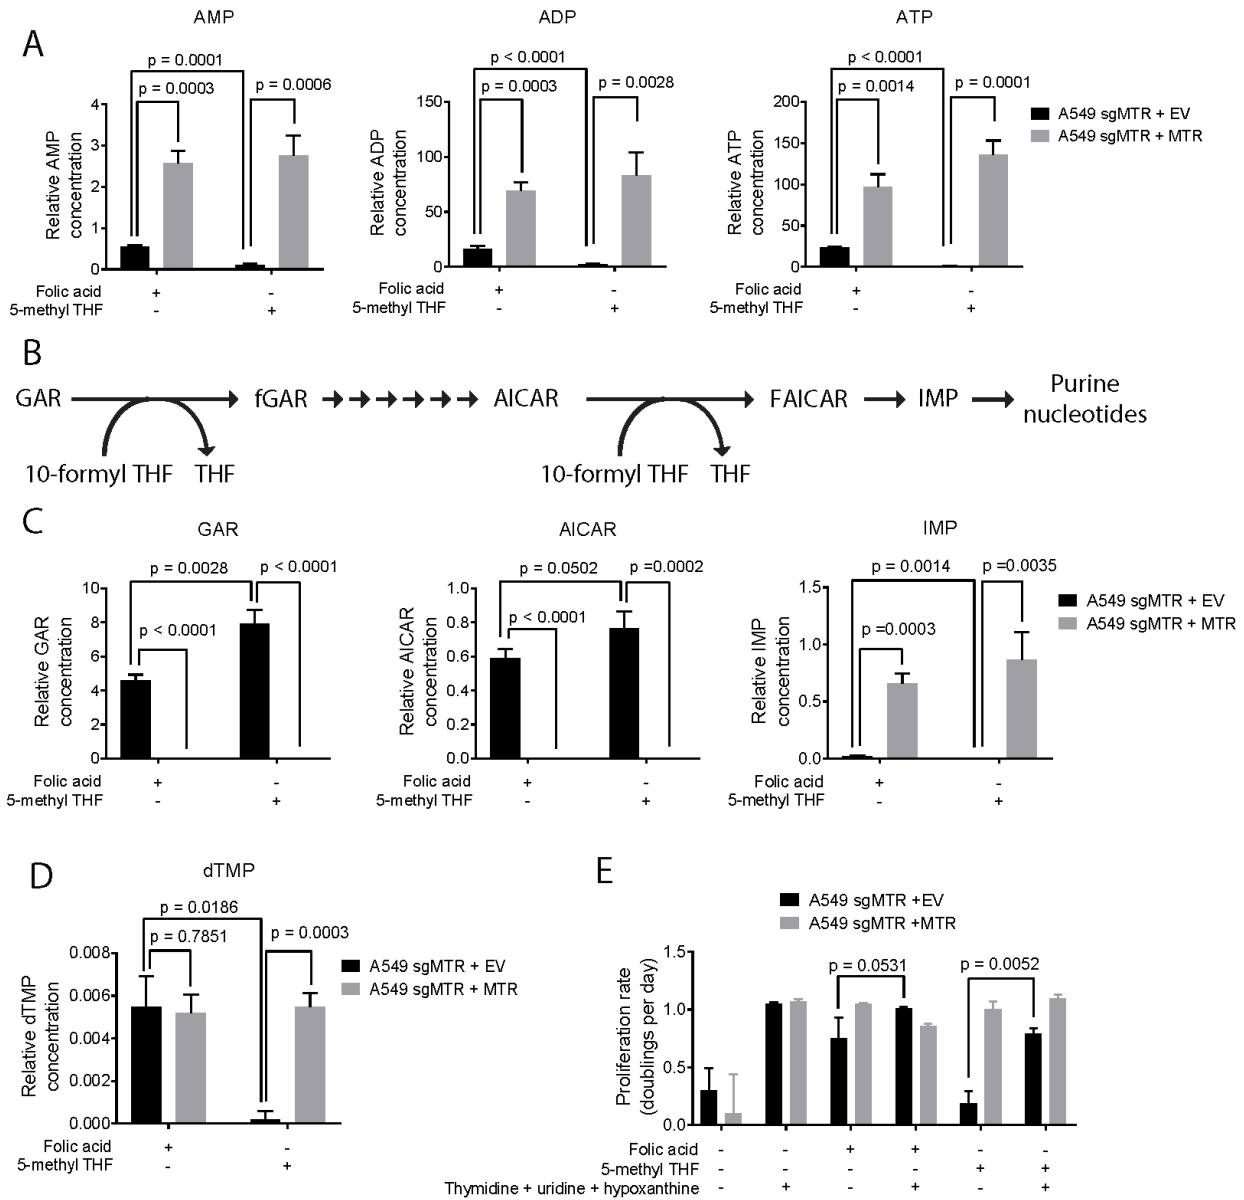 A
AMP
p = 0.0001
p = 0.0003
p = 0.0006
Relative AMP
concentration
4
3
2
1
0
Folic acid + -
5-methyl THF - +
ADP
p < 0.0001
p = 0.0003
p = 0.0028
Relative ADP
concentration
150
100
50
0
+ -
- +
ATP
p < 0.0001
p = 0.0014
p = 0.0001
Relative ATP
concentration
200
150
100
50
0
Folic acid + -
5-methyl THF - +
A549 sgMTR + EV
A549 sgMTR + MTR
B
GAR fGAR AICAR FAICAR IMP Purine
nucleotides
10-formyl THF THF 10-formyl THF THF
C
GAR
p = 0.0028
p < 0.0001
p < 0.0001
Relative GAR
concentration
10
8
6
4
2
0
Folic acid + -
5-methyl THF - +
AICAR
p = 0.0502
p =0.0002
p < 0.0001
Relative AICAR
concentration
1.0
0.8
0.6
0.4
0.2
0.0
Folic acid + -
5-methyl THF - +
IMP
p = 0.0014
p =0.0035
p =0.0003
Relative IMP
concentration
1.5
1.0
0.5
0.0
Folic acid + -
5-methyl THF - +
A549 sgMTR + EV
A549 sgMTR + MTR
D
dTMP
p = 0.0186
p = 0.7851
p = 0.0003
Relative dTMP
concentration
0.008
0.006
0.004
0.002
0.000
Folic acid + -
5-methyl THF - +
A549 sgMTR + EV
A549 sgMTR + MTR
E
A549 sgMTR +EV
A549 sgMTR +MTR
p = 0.0531
p = 0.0052
Proliferation rate
(doublings per day)
1.5
1.0
0.5
0.0
Folic acid - - + + - -
5-methyl THF - - - - + +
Thymidine + uridine + hypoxanthine - + - + - +